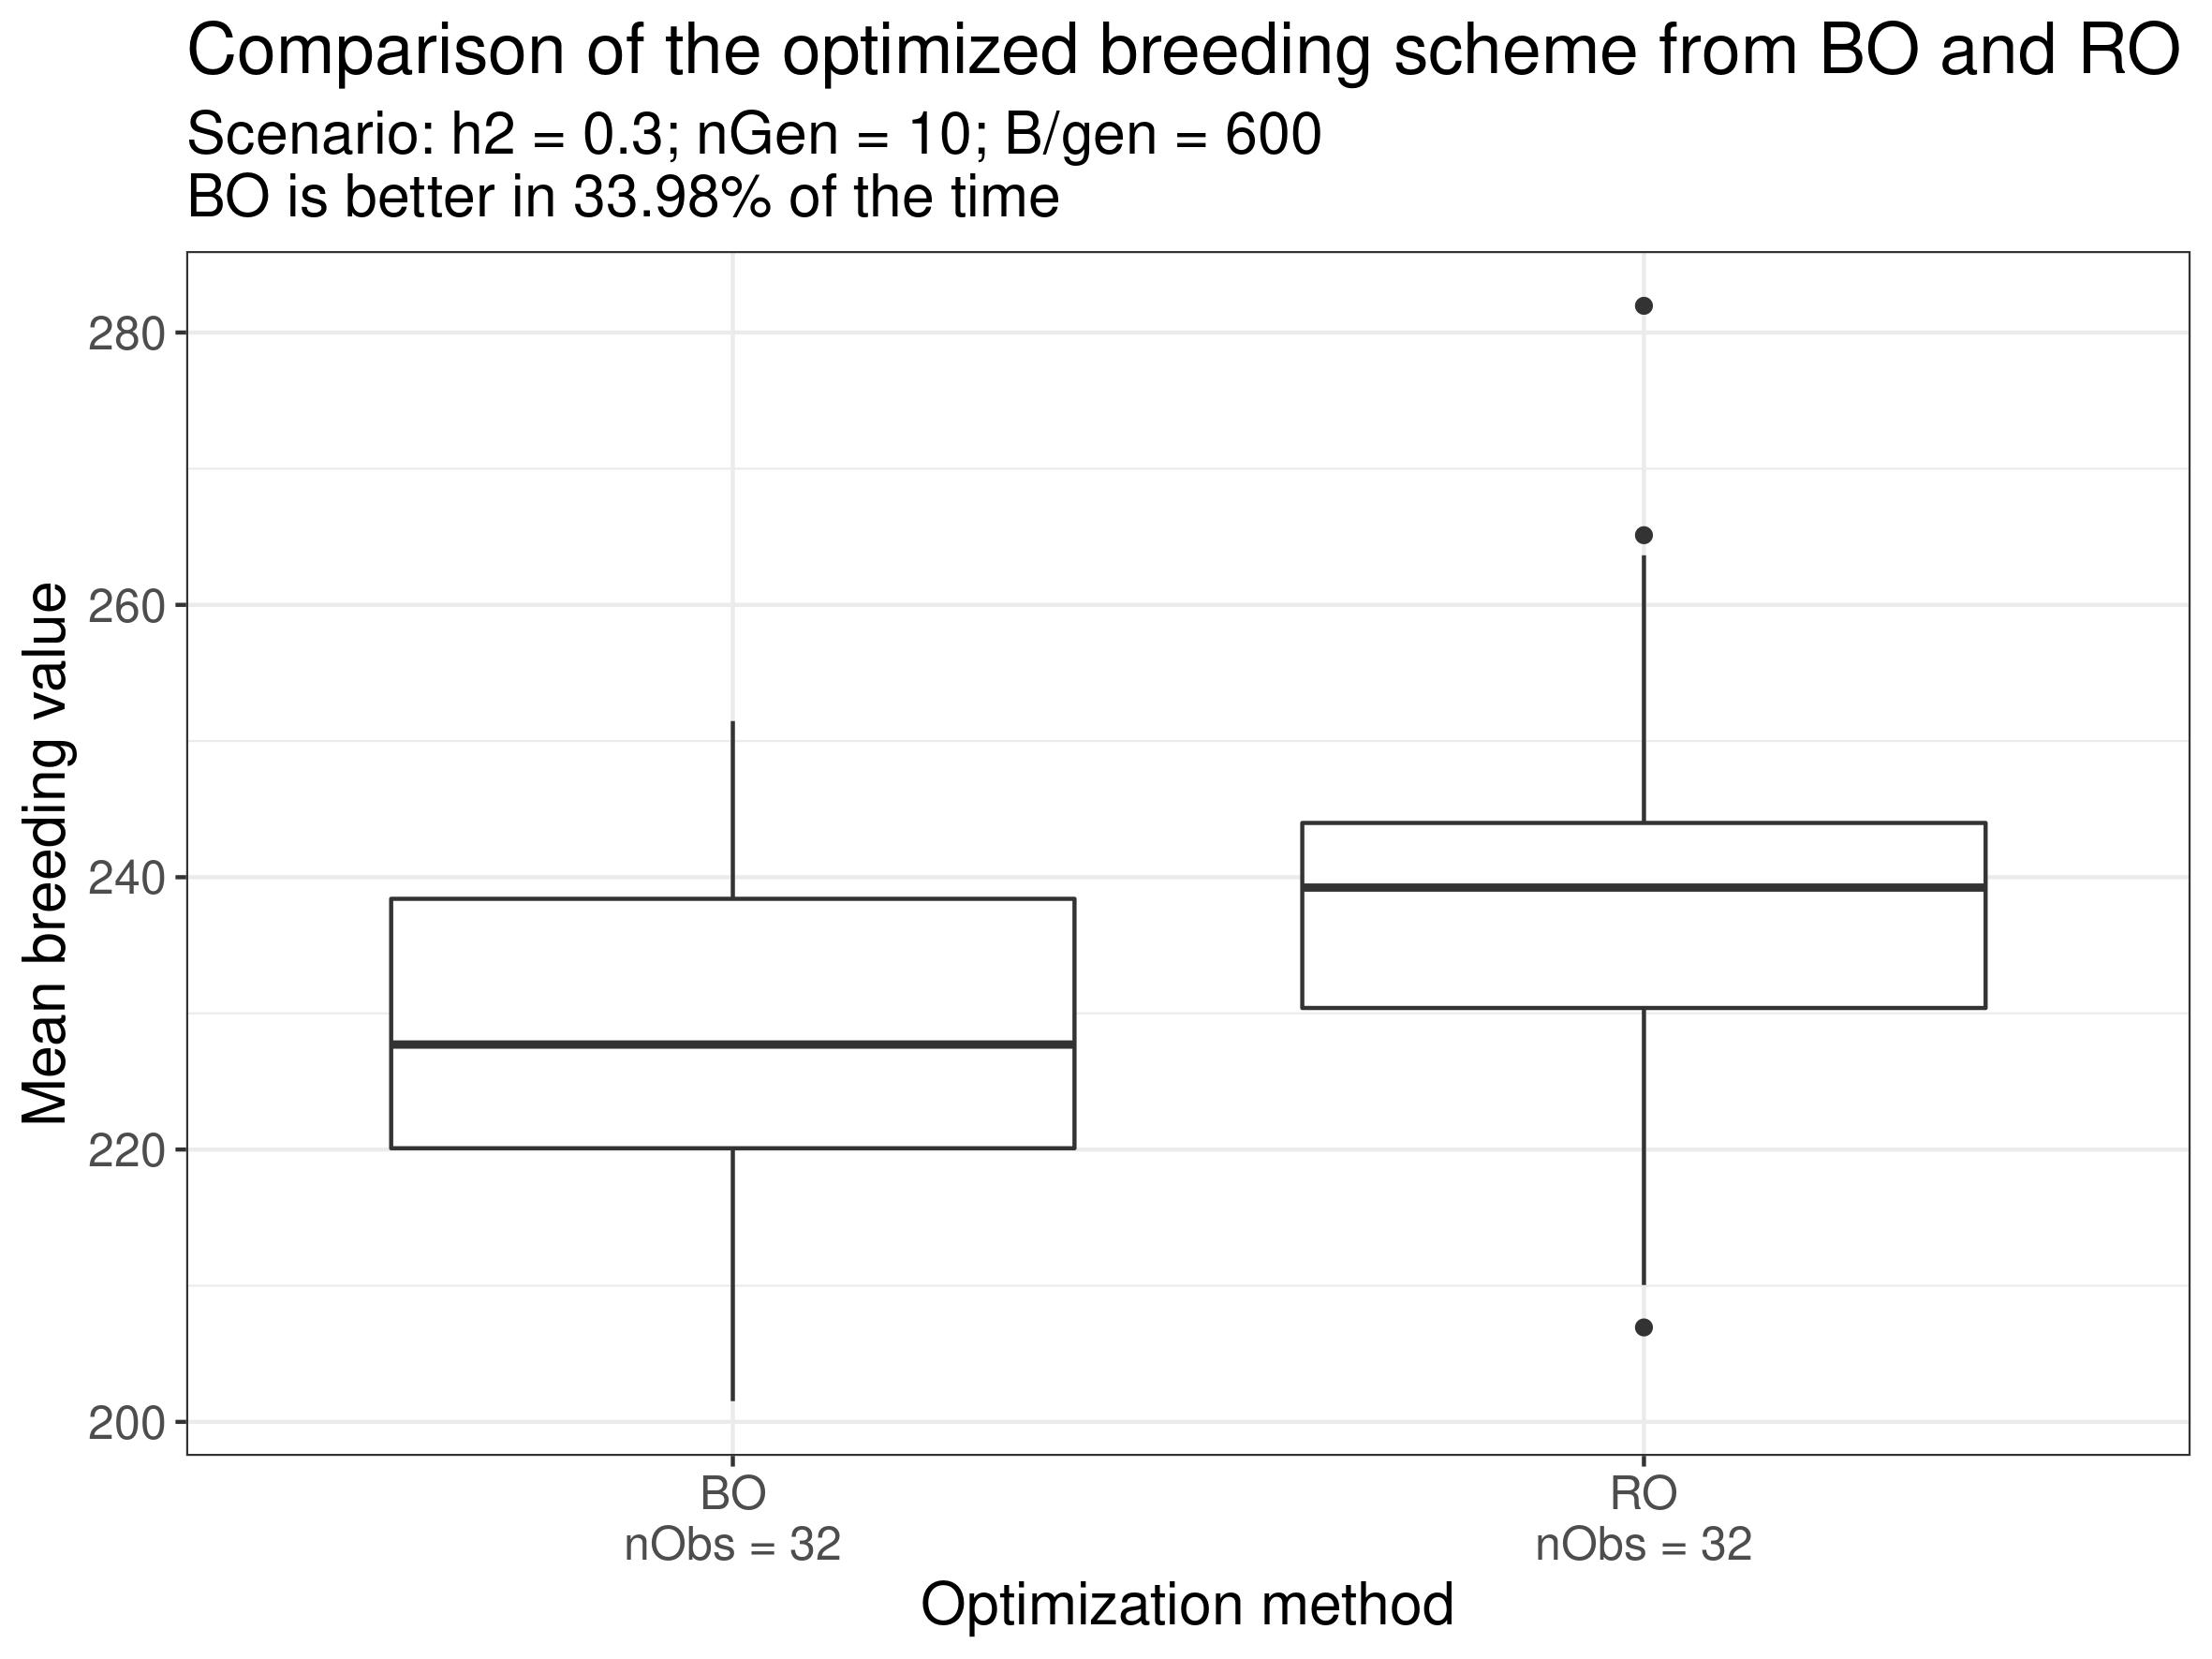 Comparison of the optimized breeding scheme from BO and RO
Scenario: h2 = 0.3; nGen = 10; B/gen = 600
BO is better in 33.98% of the time
Mean breeding value
280
260
240
220
200
BO
nObs = 32
RO
nObs = 32
Optimization method